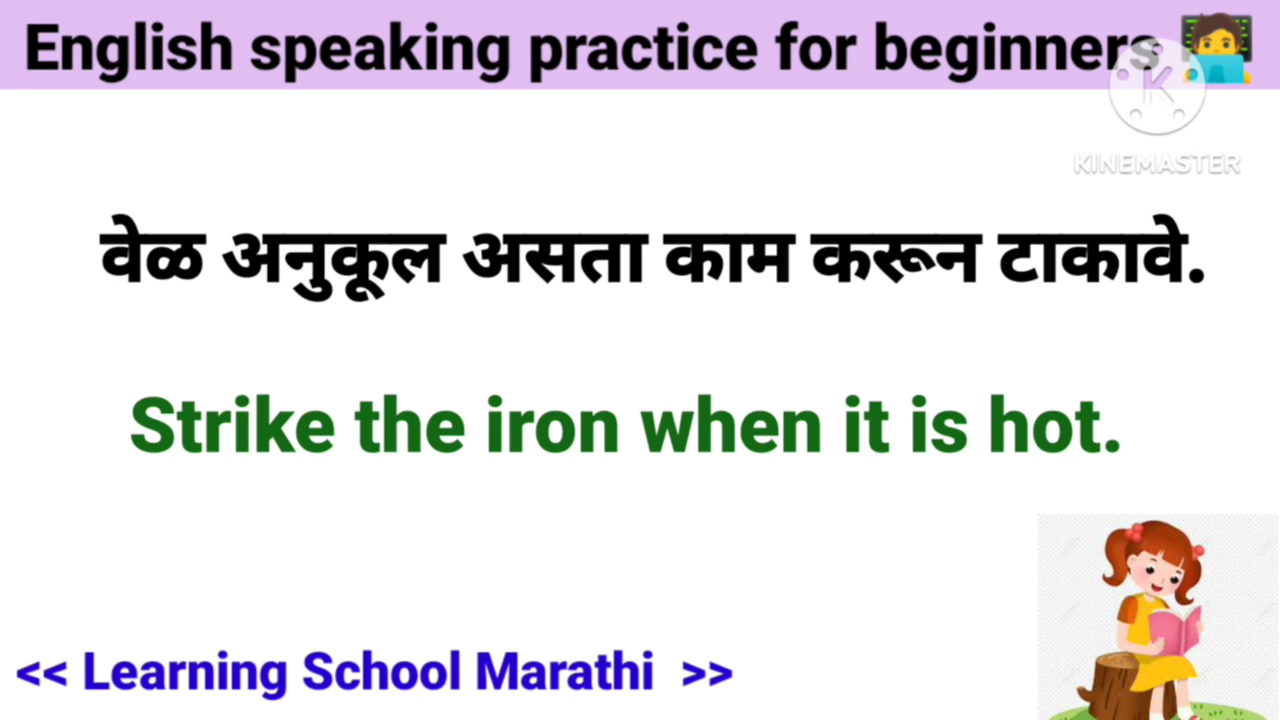 English speaking practice for beginners
KINEMASTER
वेळ अनुकूल असता काम करून टाकावे.
Strike the iron when it is hot.
<< Learning School Marathi >>